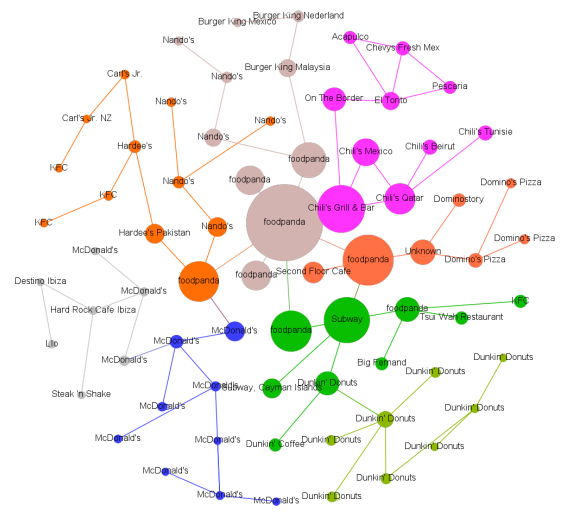 Burger King Nederland
Burger King Mexico
Acapulco
Nando's
Chevys Fresh Mex
Burger King Malaysia
Carl's Jr.
Nando's
Pescaria
On The Border
El Torito
Nando's
Carl's Jr. NZ
Nando's
Chili's Tunisie
Nando's
Hardee's
Chili's Beirut
Chili's Mexico
foodpanda
KFC
Nando's
foodpanda
Domino's Pizza
KFC
Chili's Qatar
Dominostory
Chili's Grill & Bar
KFC
foodpanda
Nando's
Hardee's Pakistan
Domino's Pizza
McDonald's
Unknown
foodpanda
Domino's Pizza
Second Floor Cafe
foodpanda
Destino Ibiza
foodpanda
McDonald's
KFC
foodpanda
Hard Rock Cafe Ibiza
Tsui Wah Restaurant
Subway
foodpanda
McDonald's
McDonald's
Lio
Dunkin' Donuts
McDonald's
Big Fernand
Dunkin' Donuts
Dunkin' Donuts
McDonald's
Subway, Cayman Islands
Steak 'n Shake
McDonald's
Dunkin' Donuts
Dunkin' Donuts
McDonald's
McDonald's
Dunkin' Coffee
Dunkin' Donuts
Dunkin' Donuts
McDonald's
Dunkin' Donuts
McDonald's
Dunkin' Donuts
McDonald's